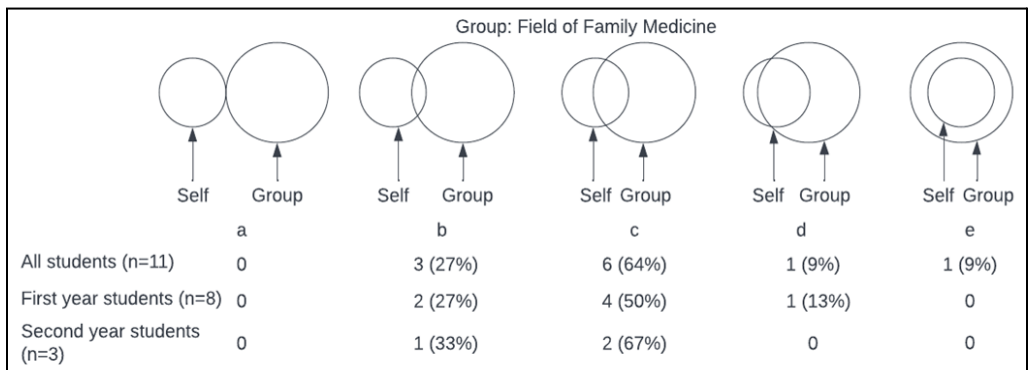 Group: Field of Family Medicine
Self Group Self Group Self Group Self Group Self Group
a b c d e
All students (n=11) 0 3 (27%) 6 (64%) 1 (9%) 1 (9%)
First year students (n=8) 0 2 (27%) 4 (50%) 1 (13%) 0
Second year students
(n=3) 0 1 (33%) 2 (67%) 0 0